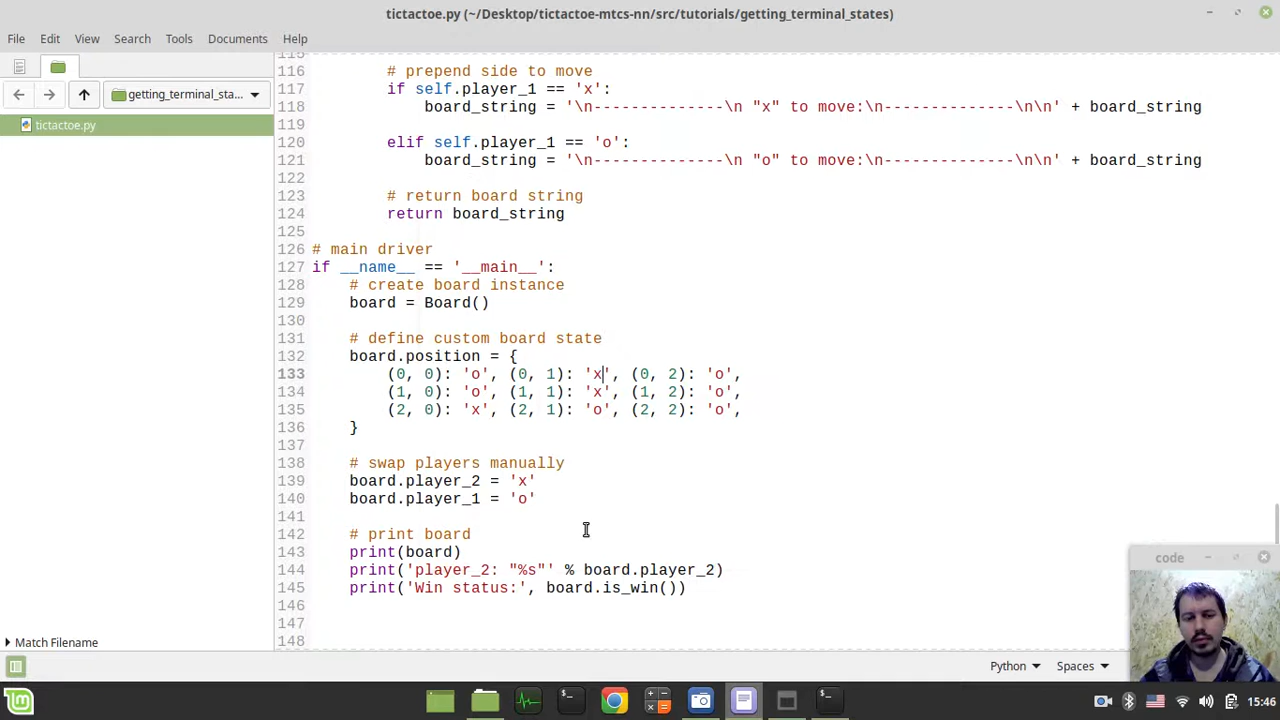 tictactoe.py (~/Desktop/tictactoe-mtcs-nn/src/tutorials/getting_terminal_states)
File Edit View Search Tools Documents Help
getting_terminal_sta...
tictactoe.py
115
116 # prepend side to move
117 if self.player_1 == 'x':
118 board_string = '\n--------------\n "x" to move:\n--------------\n\n' + board_string
119
120 elif self.player_1 == 'o':
121 board_string = '\n--------------\n "o" to move:\n--------------\n\n' + board_string
122
123 # return board string
124 return board_string
125
126 # main driver
127 if __name__ == '__main__':
128 # create board instance
129 board = Board()
130
131 # define custom board state
132 board.position = {
133 (0, 0): 'o', (0, 1): 'x', (0, 2): 'o',
134 (1, 0): 'o', (1, 1): 'x', (1, 2): 'o',
135 (2, 0): 'x', (2, 1): 'o', (2, 2): 'o',
136 }
137
138 # swap players manually
139 board.player_2 = 'x'
140 board.player_1 = 'o'
141
142 # print board
143 print(board)
144 print('player_2: "%s"' % board.player_2)
145 print('Win status:', board.is_win())
146
147
148
code
Match Filename
Python Spaces
15:46